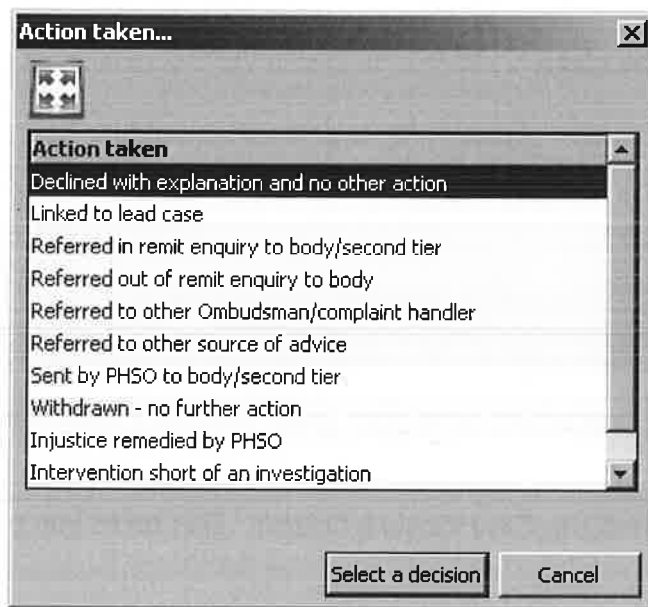 Action taken...
Action taken
Declined with explanation and no other action
Linked to lead case
Referred in remit enquiry to body/second tier
Referred out of remit enquiry to body
Referred to other Ombudsman/complaint handler
Referred to other source of advice
Sent by PHSO to body/second tier
Withdrawn - no further action
Injustice remedied by PHSO
Intervention short of an investigation
Select a decision
Cancel